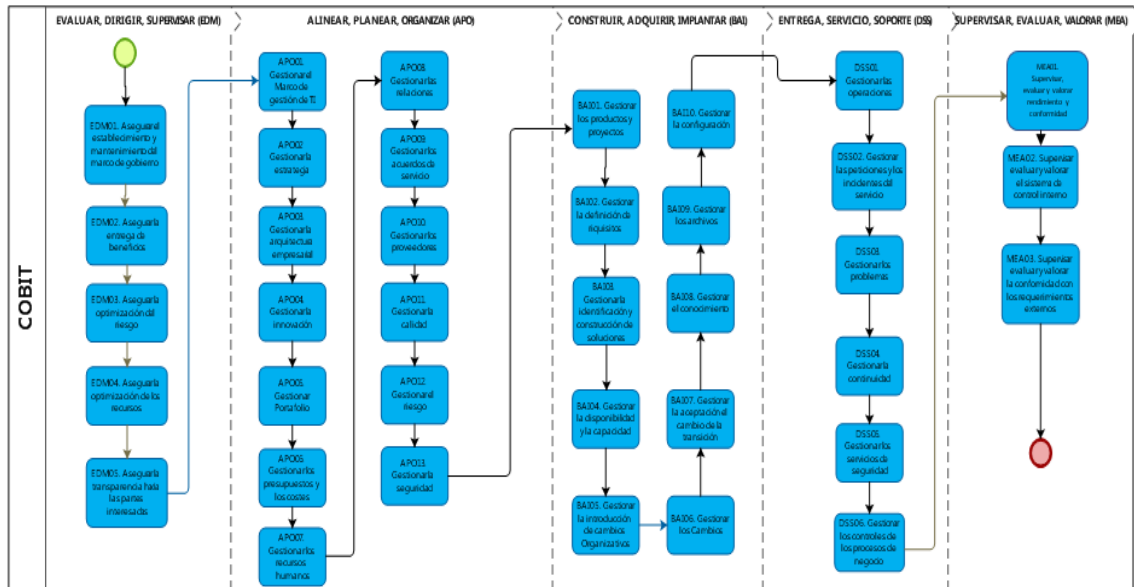 COBIT
EVALUAR, DIRIGIR, SUPERVISAR (EDM)
EDM01. Asegurar el
establecimiento y
mantenimiento del
marco de gobierno
EDM02. Asegurar la
entrega de
beneficios
EDM03. Asegurar la
optimización del
riesgo
EDM04. Asegurar la
optimización de los
recursos
EDM05. Asegurar la
transparencia hacia
las partes
interesadas
ALINEAR, PLANEAR, ORGANIZAR (APO)
APO01.
Gestionar el
Marco de
gestión de TI
APO02
Gestionar la
estrategia
APO03
Gestionar la
arquitectura
empresarial
APO04.
Gestionar la
innovación
APO05.
Gestionar
Portafolio
APO06.
Gestionar los
presupuestos y
los costes
APO07.
Gestionar los
recursos
humanos
APO08.
Gestionar las
relaciones
APO09.
Gestionar los
acuerdos de
servicio
APO10.
Gestionar los
proveedores
APO11
Gestionar la
calidad
APO12
Gestionar el
riesgo
APO13.
Gestionar la
seguridad
CONSTRUIR, ADQUIRIR, IMPLANTAR (BAI)
BAI01. Gestionar
los productos y
proyectos
BAI02. Gestionar
la definición de
requisitos
BAI03.
Gestionar la
identificación y
construcción de
soluciones
BAI04. Gestionar
la disponibilidad
y la capacidad
BAI05. Gestionar
la introducción
de cambios
Organizativos
BAI06. Gestionar
los Cambios
BAI07. Gestionar
la aceptación el
cambio de la
transición
BAI08. Gestionar
el conocimiento
BAI09. Gestionar
los archivos
BAI10. Gestionar
la configuración
ENTREGA, SERVICIO, SOPORTE (DSS)
DSS01.
Gestionar las
operaciones
DSS02. Gestionar
las peticiones y los
incidentes del
servicio
DSS03.
Gestionar los
problemas
DSS04.
Gestionar la
continuidad
DSS05.
Gestionar los
servicios de
seguridad
DSS06. Gestionar
los controles de
los procesos de
negocio
SUPERVISAR, EVALUAR, VALORAR (MEA)
MEA01.
Supervisar,
evaluar y valorar
rendimiento y
conformidad
MEA02. Supervisar
evaluar y valorar
el sistema de
control interno
MEA03. Supervisar
evaluar y valorar
la conformidad con
los requerimientos
externos